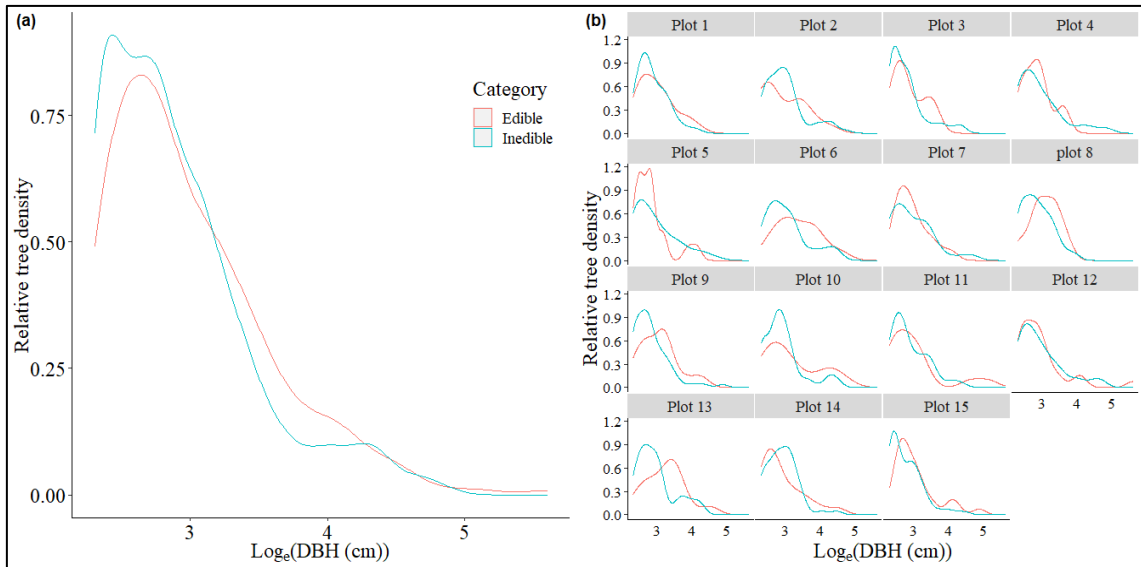 (a)
Category
Edible
Inedible
Relative tree density
0.75
0.50
0.25
0.00
3 4 5
Logₑ(DBH (cm))
(b)
Plot 1 Plot 2 Plot 3 Plot 4
1.2
0.9
0.6
0.3
0.0
Plot 5 Plot 6 Plot 7 plot 8
1.2
0.9
0.6
0.3
0.0
Plot 9 Plot 10 Plot 11 Plot 12
1.2
0.9
0.6
0.3
0.0
3 4 5
Plot 13 Plot 14 Plot 15
1.2
0.9
0.6
0.3
0.0
3 4 5 3 4 5 3 4 5
Relative tree density
Logₑ(DBH (cm))